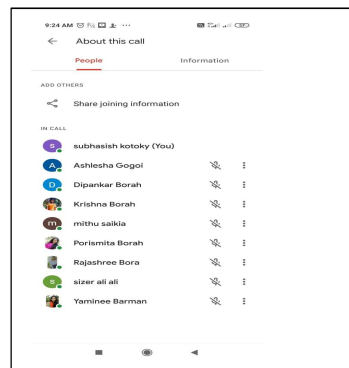 9:24 AM
About this call
People Information
ADD OTHERS
Share joining information
IN CALL
S subhasish kotoky (You)
A Ashlesha Gogoi
D Dipankar Borah
Krishna Borah
m mithu saikia
Porismita Borah
Rajashree Bora
S sizer ali ali
Yaminee Barman